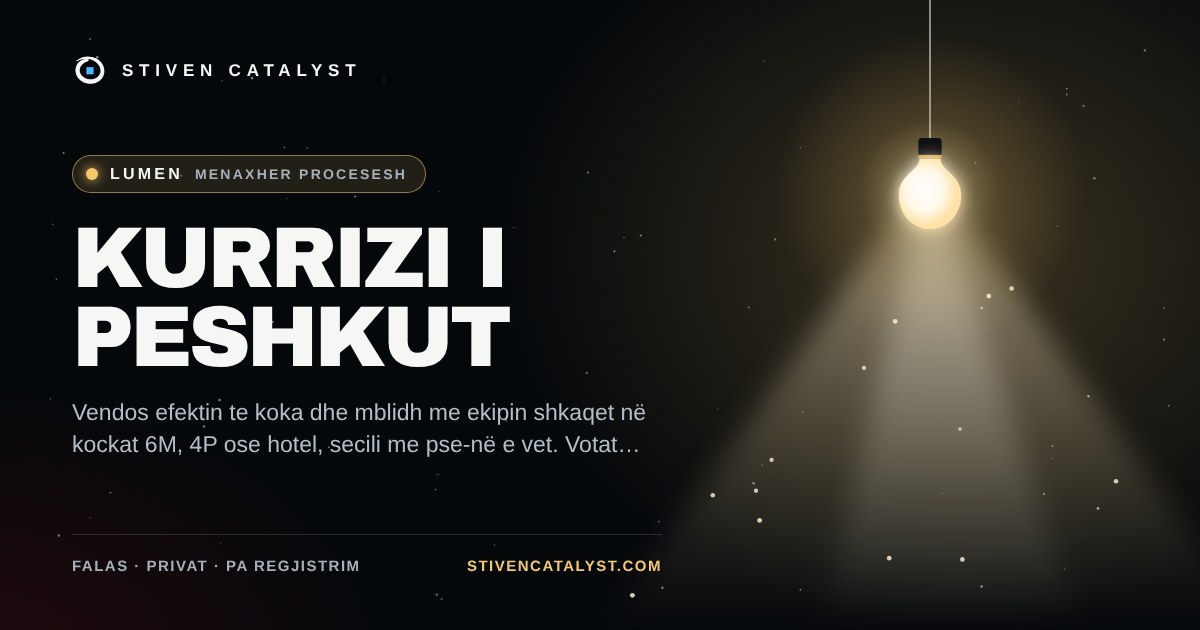 STIVEN CATALYST
LUMEN MENAXHER PROCESESH
KURRIZI I
PESHKUT
Vendos efektin te koka dhe mblidh me ekipin shkaqet në
kockat 6M, 4P ose hotel, secili me pse-në e vet. Votat…
FALAS · PRIVAT · PA REGJISTRIM
STIVENCATALYST.COM